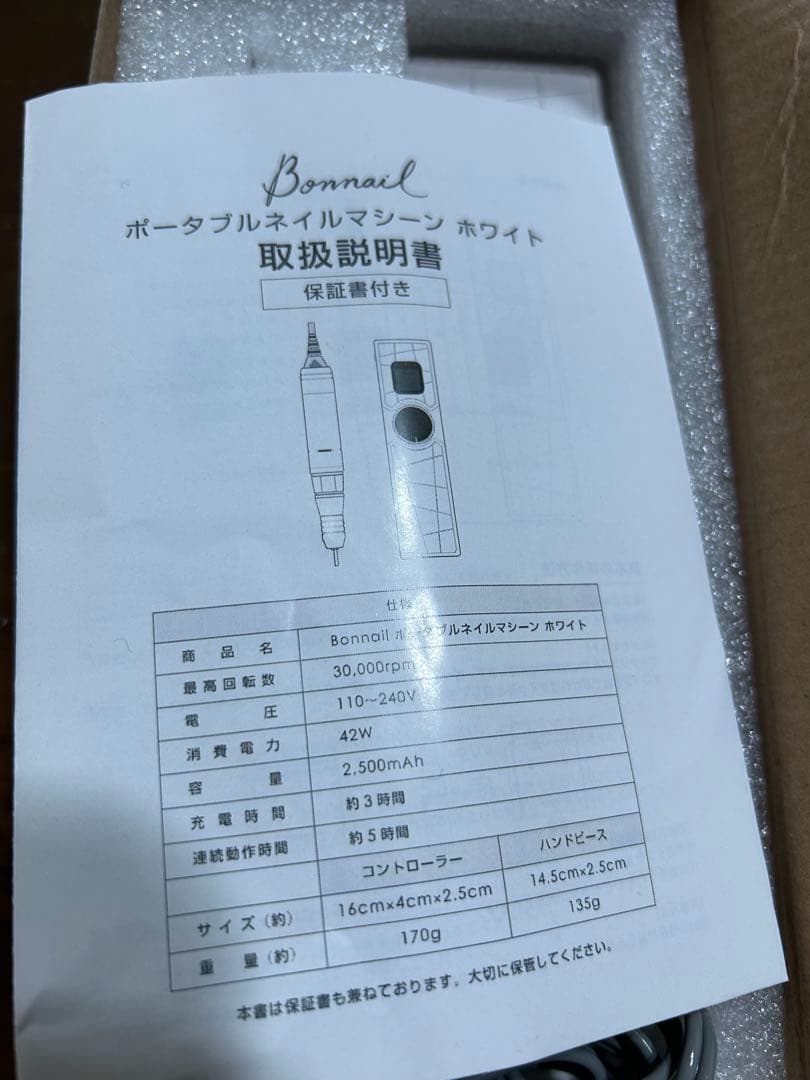 Bonnail
ポータブルネイルマシーン ホワイト
取扱説明書
保証書付き
仕様
商品名 Bonnail ポータブルネイルマシーン ホワイト
最高回転数 30,000rpm
電圧 110～240V
消費電力 42W
容量 2,500mAh
充電時間 約3時間
連続動作時間 約5時間
コントローラー ハンドピース
サイズ（約） 16cm×4cm×2.5cm 14.5cm×2.5cm
重量（約） 170g 135g
本書は保証書も兼ねております。大切に保管してください。